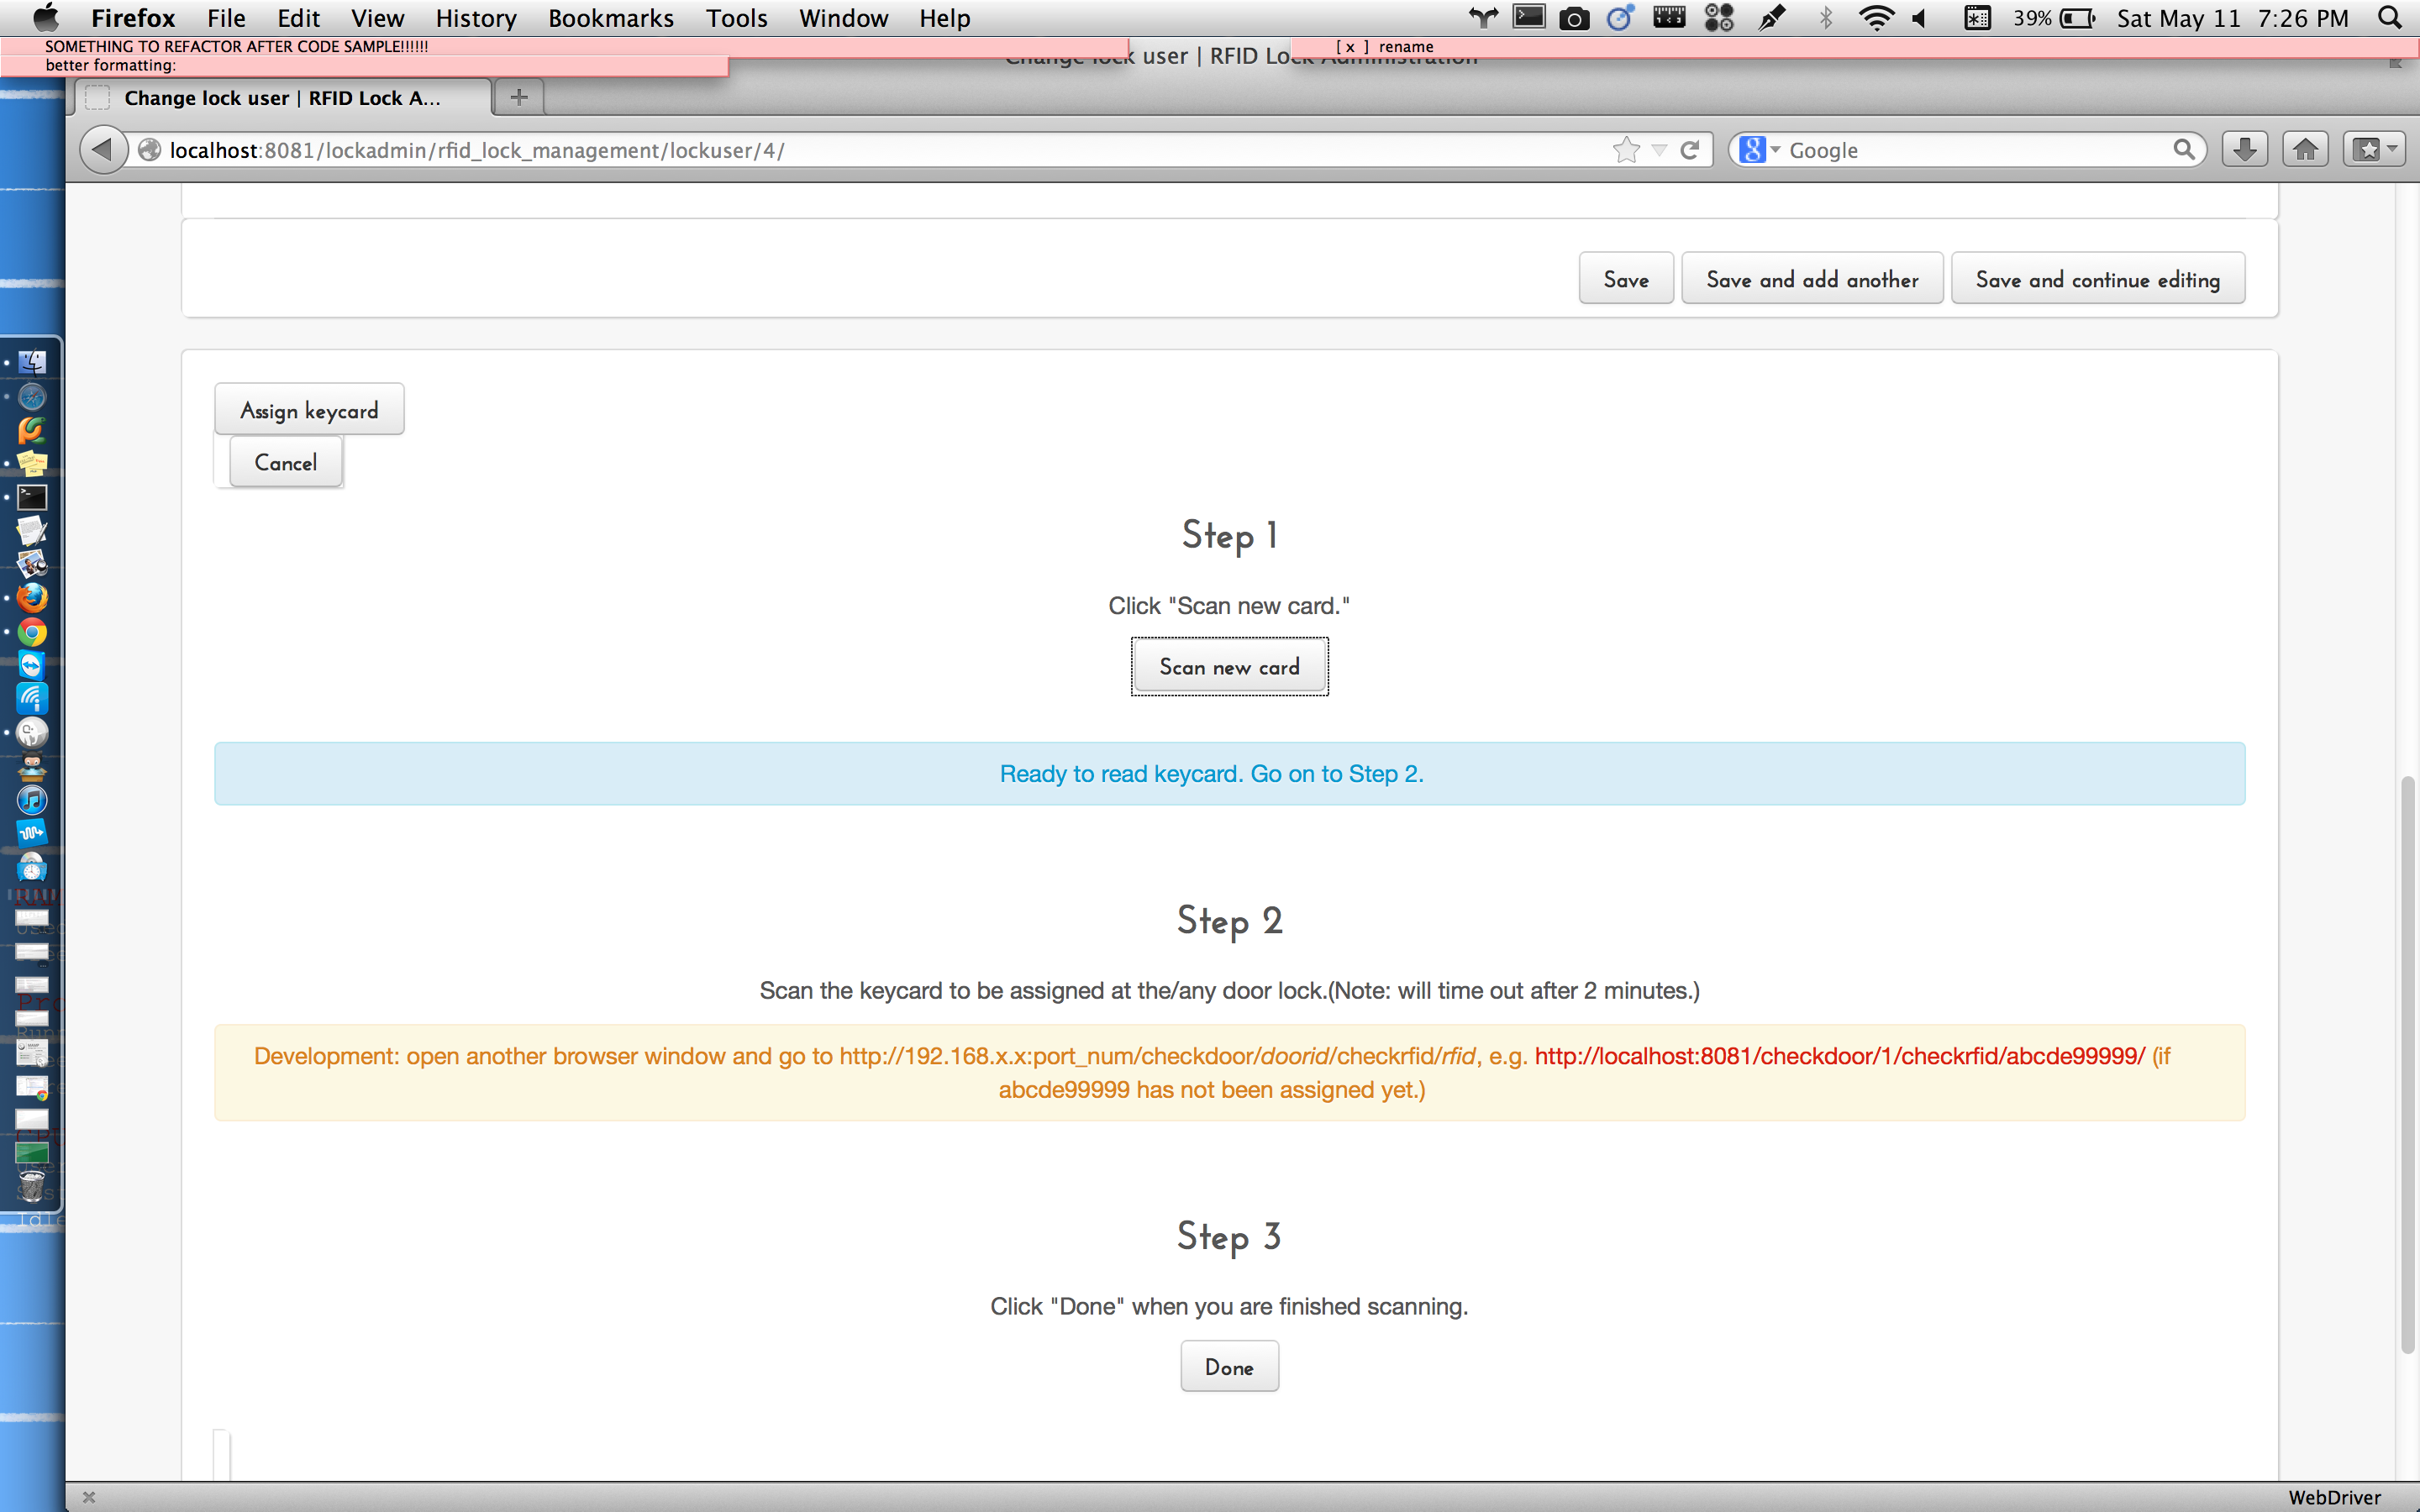 Firefox File Edit View History Bookmarks Tools Window Help 39% Sat May 11 7:26 PM
SOMETHING TO REFACTOR AFTER CODE SAMPLE!!!!!!
[ x ] rename
better formatting:
Change lock user | RFID Lock Administration
Change lock user | RFID Lock A...
localhost:8081/lockadmin/rfid_lock_management/lockuser/4/
Google
Save
Save and add another
Save and continue editing
Assign keycard
Cancel
Step 1
Click "Scan new card."
Scan new card
Ready to read keycard. Go on to Step 2.
Step 2
Scan the keycard to be assigned at the/any door lock.(Note: will time out after 2 minutes.)
Development: open another browser window and go to http://192.168.x.x:port_num/checkdoor/doorid/checkrfid/rfid, e.g. http://localhost:8081/checkdoor/1/checkrfid/abcde99999/ (if
abcde99999 has not been assigned yet.)
Step 3
Click "Done" when you are finished scanning.
Done
WebDriver